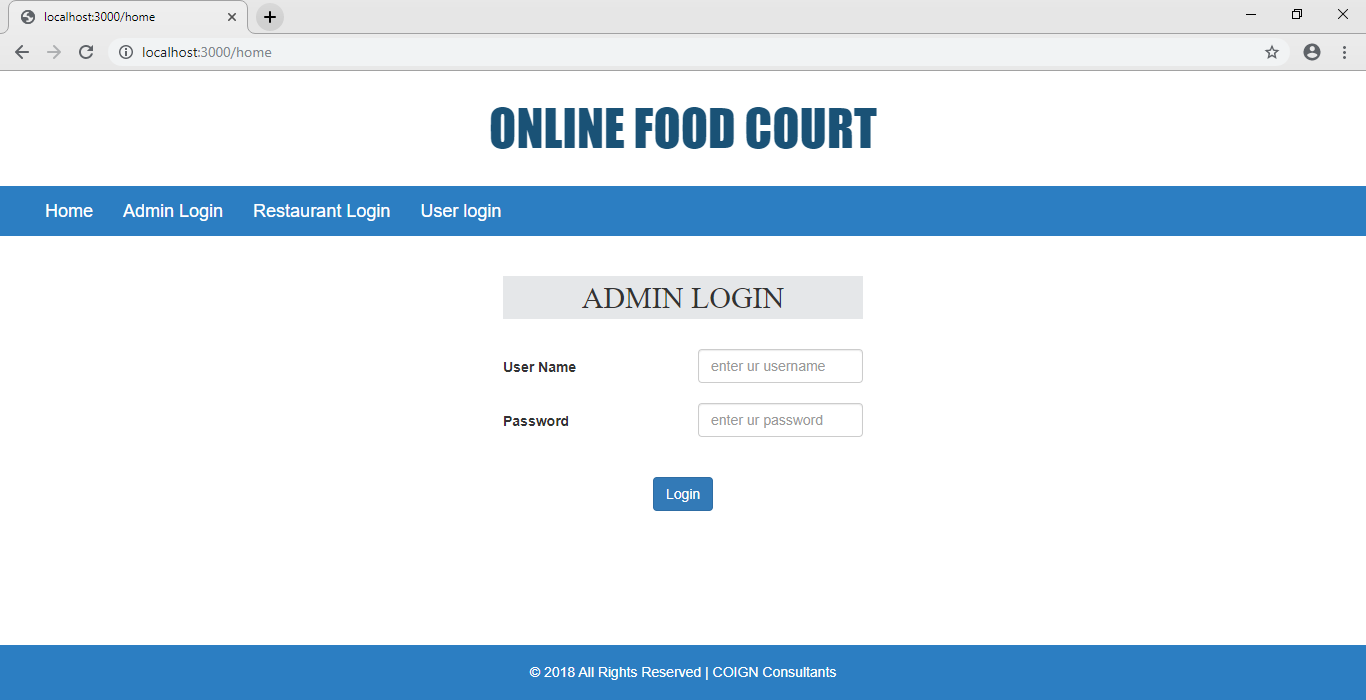 localhost:3000/home
localhost:3000/home
ONLINE FOOD COURT
Home Admin Login Restaurant Login User login
ADMIN LOGIN
User Name enter ur username
Password enter ur password
Login
© 2018 All Rights Reserved | COIGN Consultants